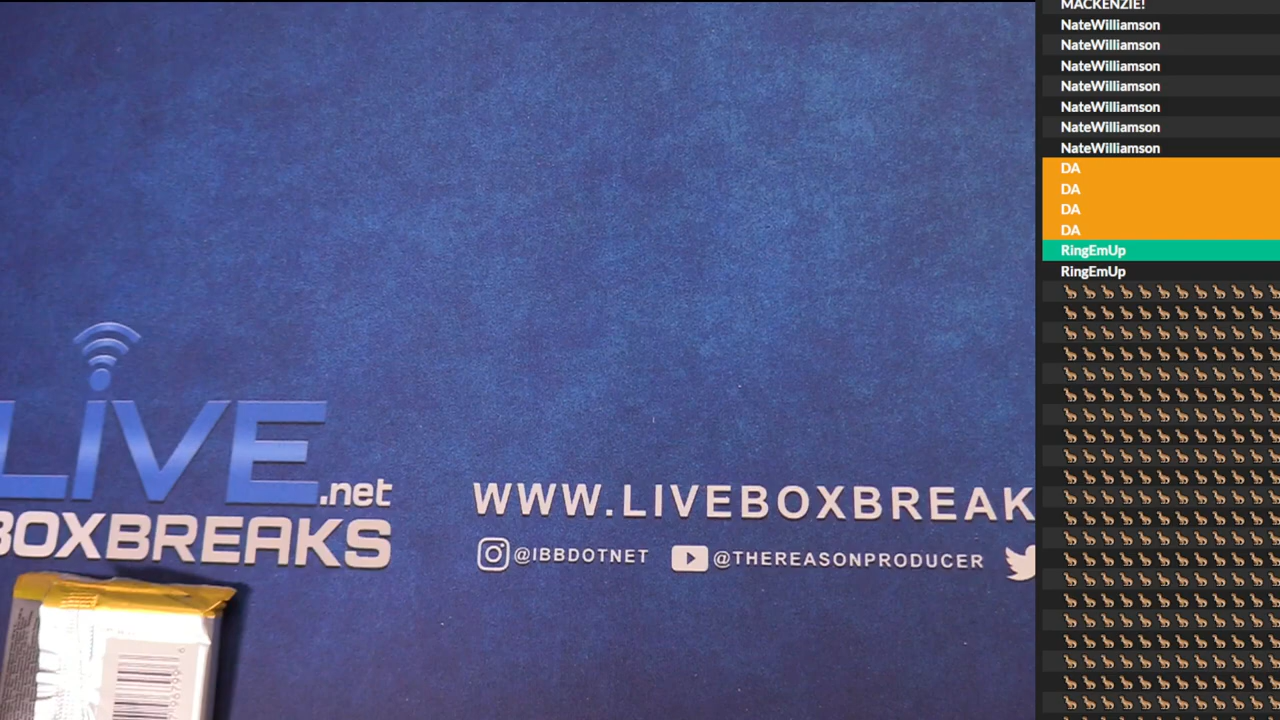 MACKENZIE!
NateWilliamson
NateWilliamson
NateWilliamson
NateWilliamson
NateWilliamson
NateWilliamson
NateWilliamson
DA
DA
DA
DA
RingEmUp
RingEmUp
LIVE.net
BOXBREAKS
WWW.LIVEBOXBREAK
@IBBDOTNET
@THEREASONPRODUCER